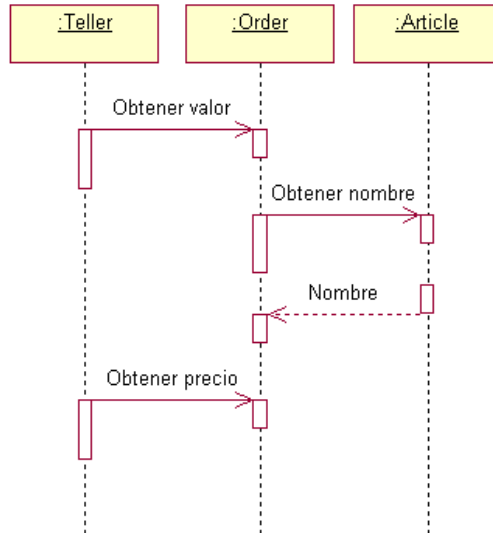 :Teller
:Order
:Article
Obtener valor
Obtener nombre
Nombre
Obtener precio